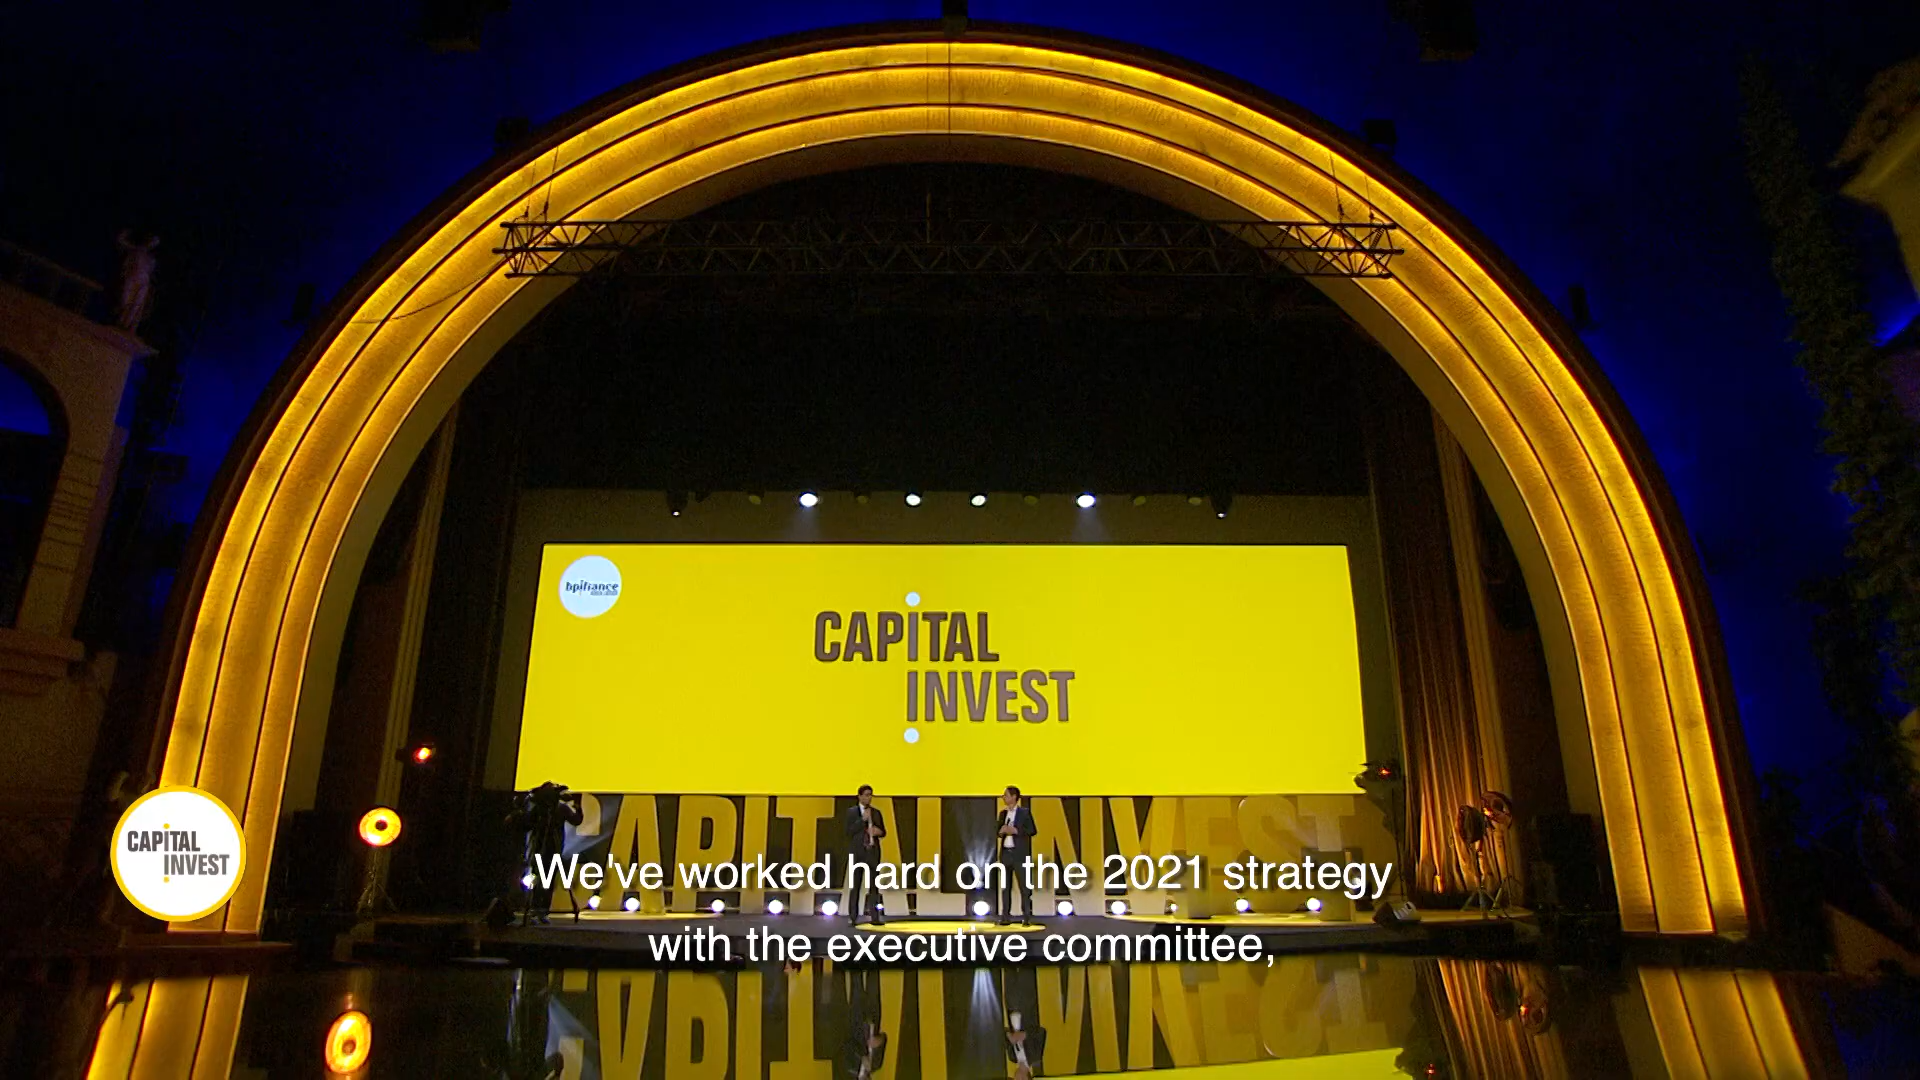 bpifrance
CAPITAL
INVEST
CAPITAL INVEST
CAPITAL
INVEST
We've worked hard on the 2021 strategy
with the executive committee,